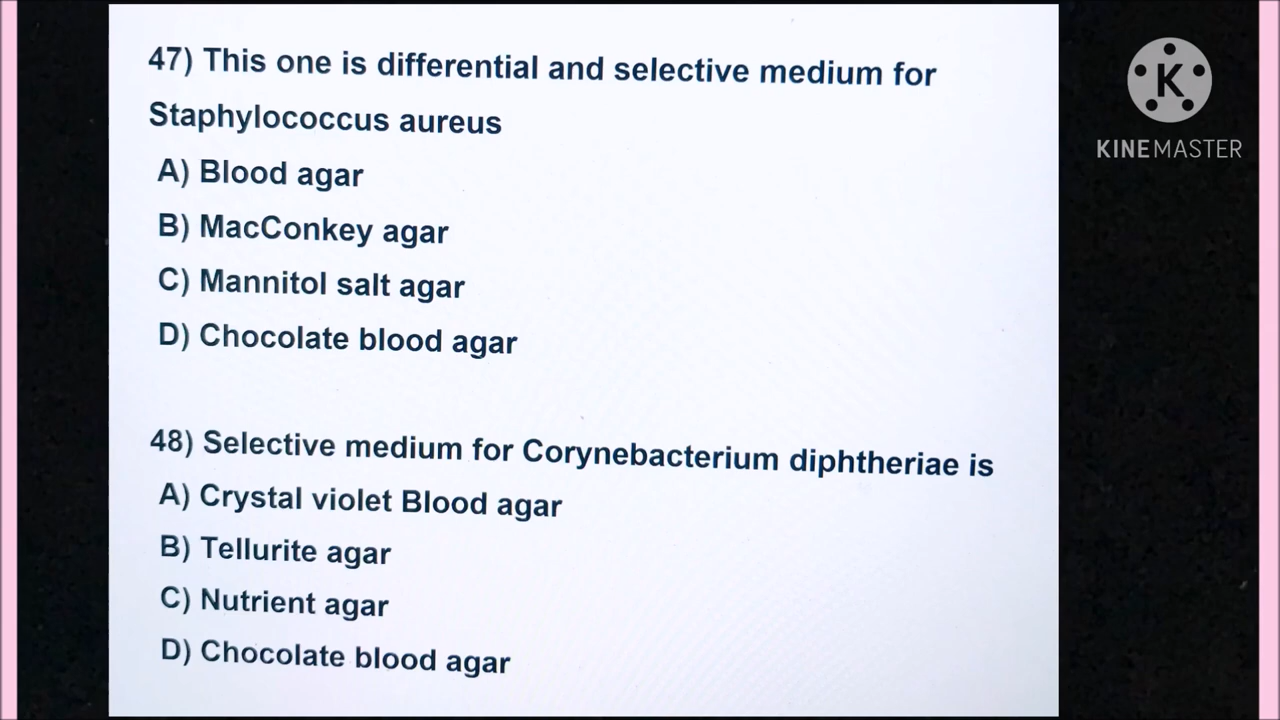 47) This one is differential and selective medium for
Staphylococcus aureus
A) Blood agar
B) MacConkey agar
C) Mannitol salt agar
D) Chocolate blood agar
48) Selective medium for Corynebacterium diphtheriae is
A) Crystal violet Blood agar
B) Tellurite agar
C) Nutrient agar
D) Chocolate blood agar
K
KINEMASTER